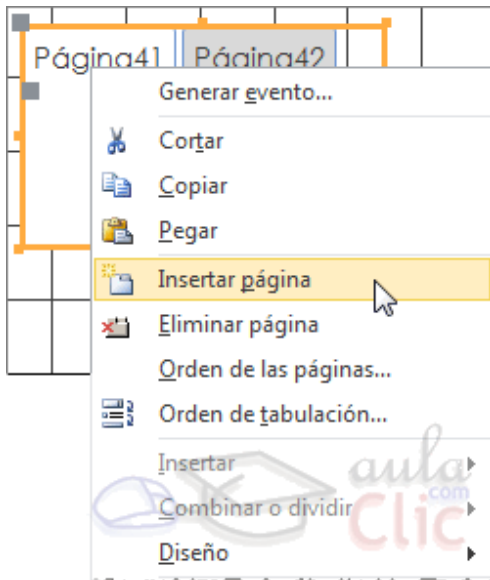 Página41 Página42
Generar evento...
Cortar
Copiar
Pegar
Insertar página
Eliminar página
Orden de las páginas...
Orden de tabulación...
Insertar
Combinar o dividir
Diseño
aula
Clic
.com